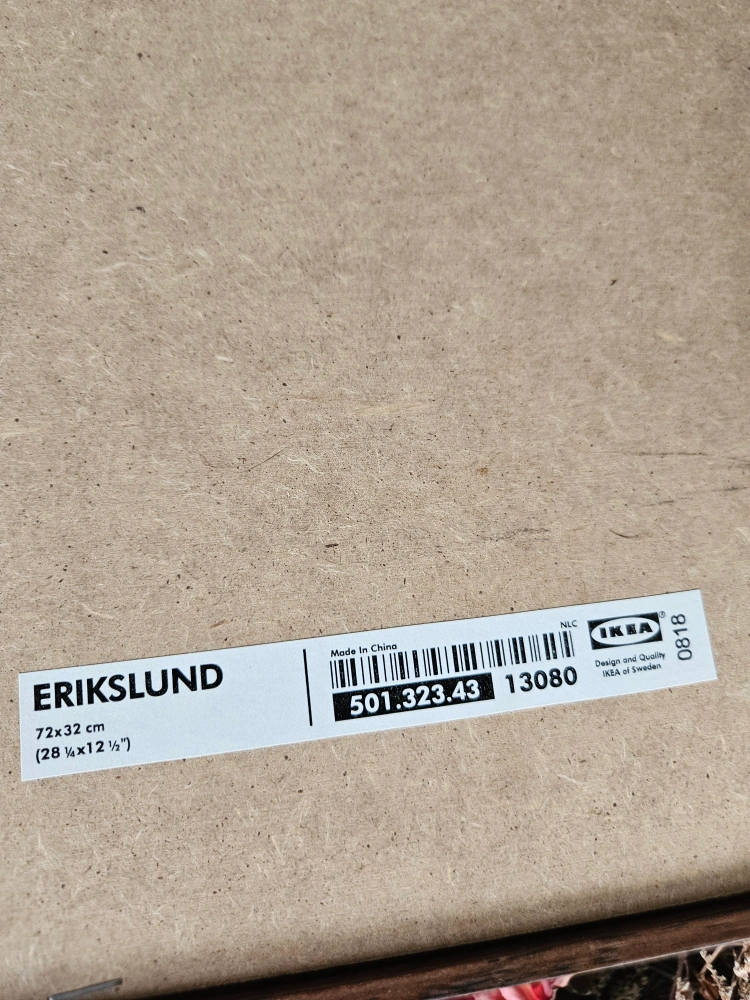 ERIKSLUND
72x32 cm
(28 ¼x12 ½")
Made In China
NLC
501.323.43 13080
IKEA®
Design and Quality
IKEA of Sweden
0818